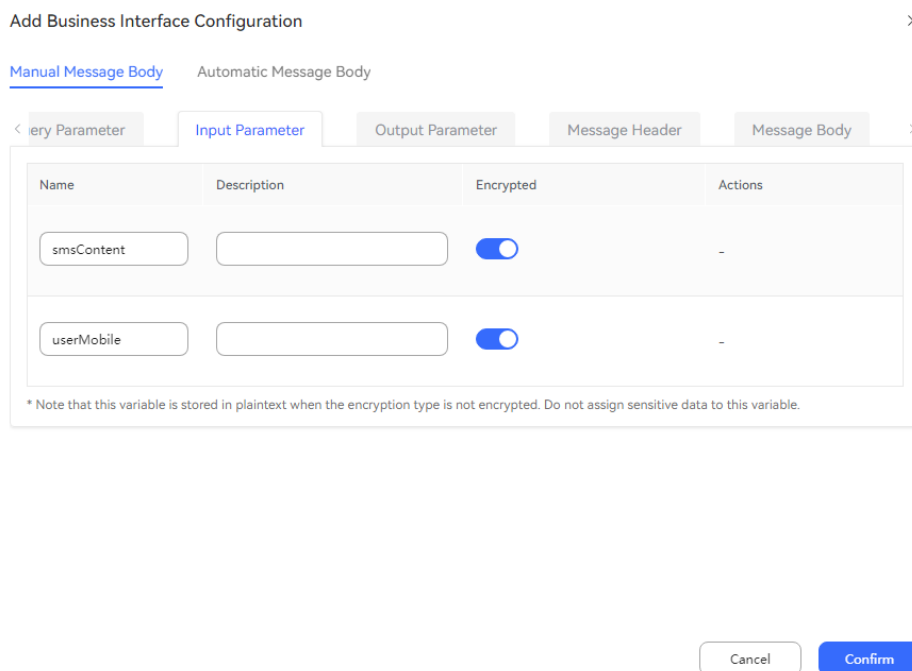 Add Business Interface Configuration
Manual Message Body Automatic Message Body
ery Parameter Input Parameter Output Parameter Message Header Message Body
Name Description Encrypted Actions
smsContent -
userMobile -
* Note that this variable is stored in plaintext when the encryption type is not encrypted. Do not assign sensitive data to this variable.
Cancel Confirm